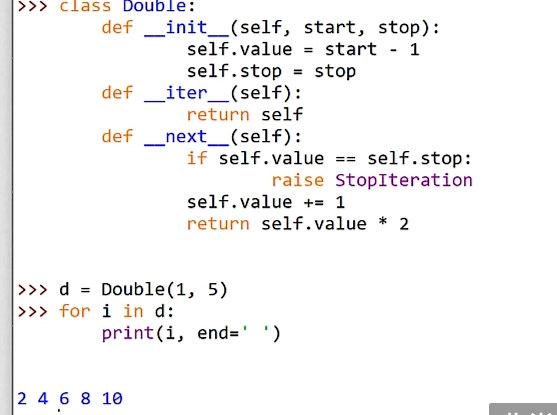 >>> class Double:
        def __init__(self, start, stop):
                self.value = start - 1
                self.stop = stop
        def __iter__(self):
                return self
        def __next__(self):
                if self.value == self.stop:
                        raise StopIteration
                self.value += 1
                return self.value * 2
>>> d = Double(1, 5)
>>> for i in d:
        print(i, end=' ')
2 4 6 8 10